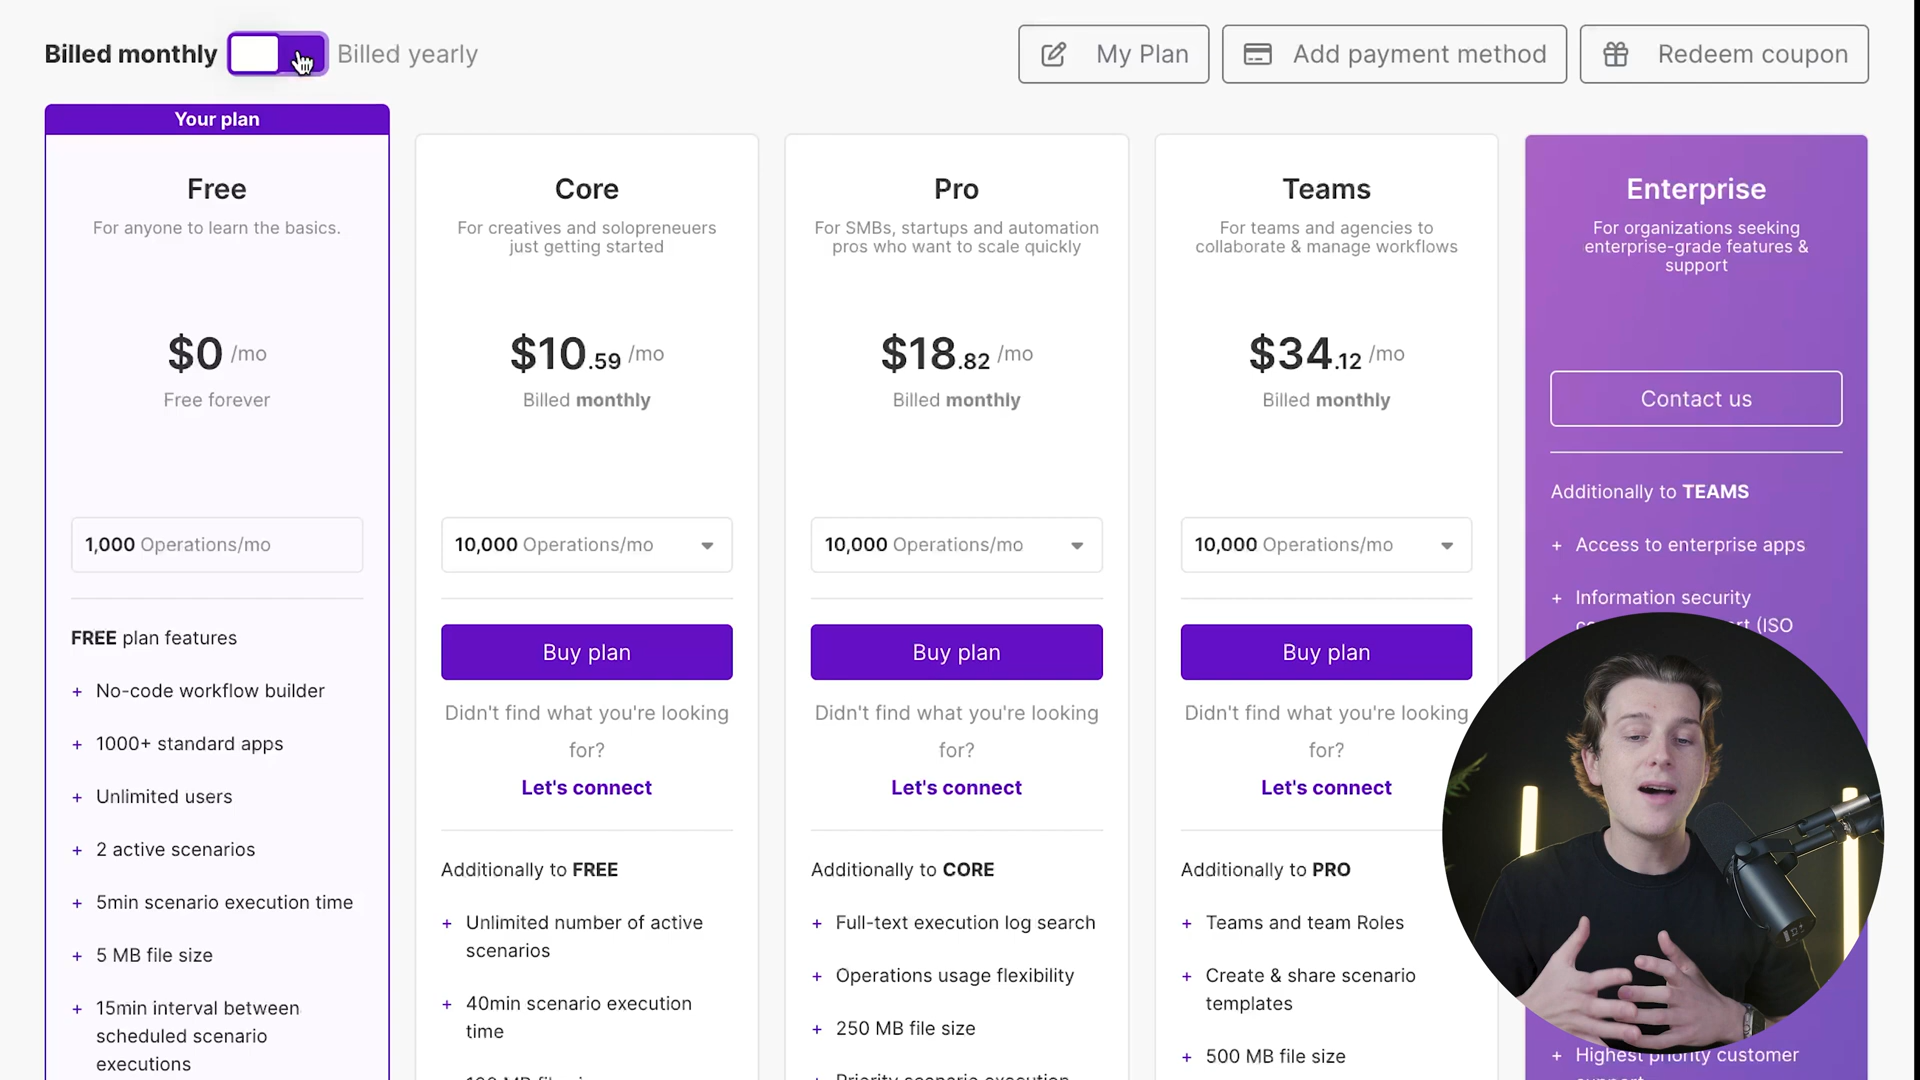 Billed monthly
Billed yearly
My Plan
Add payment method
Redeem coupon
Your plan
Free
For anyone to learn the basics.
$0 /mo
Free forever
1,000 Operations/mo
FREE plan features
+ No-code workflow builder
+ 1000+ standard apps
+ Unlimited users
+ 2 active scenarios
+ 5min scenario execution time
+ 5 MB file size
+ 15min interval between
scheduled scenario
executions
Core
For creatives and solopreneuers
just getting started
$10.59 /mo
Billed monthly
10,000 Operations/mo
Buy plan
Didn't find what you're looking
for?
Let's connect
Additionally to FREE
+ Unlimited number of active
scenarios
+ 40min scenario execution
time
Pro
For SMBs, startups and automation
pros who want to scale quickly
$18.82 /mo
Billed monthly
10,000 Operations/mo
Buy plan
Didn't find what you're looking
for?
Let's connect
Additionally to CORE
+ Full-text execution log search
+ Operations usage flexibility
+ 250 MB file size
Priority scenario execution
Teams
For teams and agencies to
collaborate & manage workflows
$34.12 /mo
Billed monthly
10,000 Operations/mo
Buy plan
Didn't find what you're looking
for?
Let's connect
Additionally to PRO
+ Teams and team Roles
+ Create & share scenario
templates
+ 500 MB file size
Enterprise
For organizations seeking
enterprise-grade features &
support
Contact us
Additionally to TEAMS
+ Access to enterprise apps
+ Information security
(ISO
+ Highest priority customer